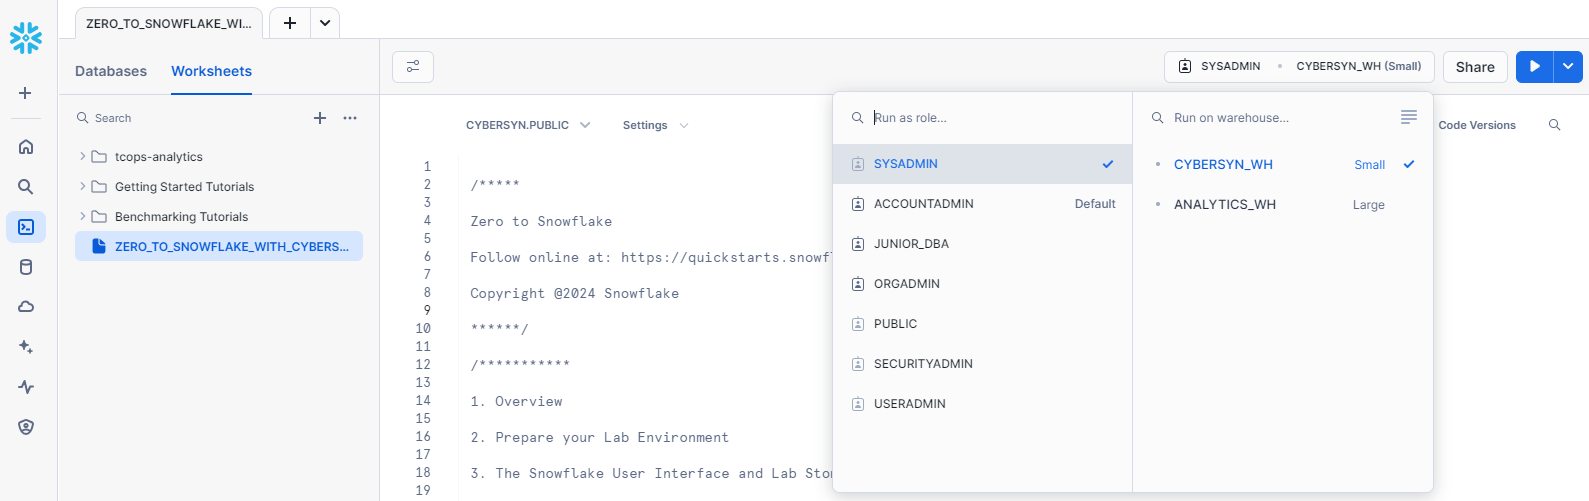 ZERO_TO_SNOWFLAKE_WI...
Databases
Worksheets
Search
tcops-analytics
Getting Started Tutorials
Benchmarking Tutorials
ZERO_TO_SNOWFLAKE_WITH_CYBERS...
SYSADMIN
CYBERSYN_WH (Small)
Share
CYBERSYN.PUBLIC
Settings
Code Versions
1
2 /*****
3
4 Zero to Snowflake
5
6 Follow online at: https://quickstarts.snowfl
7
8 Copyright @2024 Snowflake
9
10 ******/
11
12 /***********
13
14 1. Overview
15
16 2. Prepare your Lab Environment
17
18 3. The Snowflake User Interface and Lab Stor
19
Run as role...
SYSADMIN
ACCOUNTADMIN Default
JUNIOR_DBA
ORGADMIN
PUBLIC
SECURITYADMIN
USERADMIN
Run on warehouse...
CYBERSYN_WH Small
ANALYTICS_WH Large